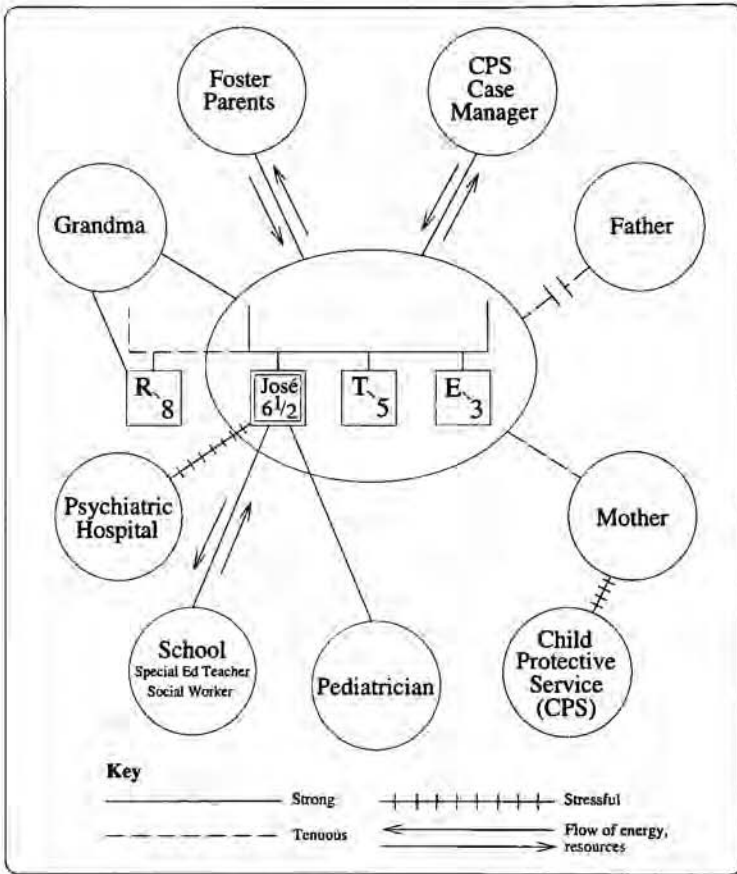 Foster
Parents
CPS
Case
Manager
Grandma
Father
R
8
José
6 1/2
T
5
E
3
Psychiatric
Hospital
Mother
School
Special Ed Teacher
Social Worker
Pediatrician
Child
Protective
Service
(CPS)
Key
Strong
Stressful
Tenuous
Flow of energy,
resources